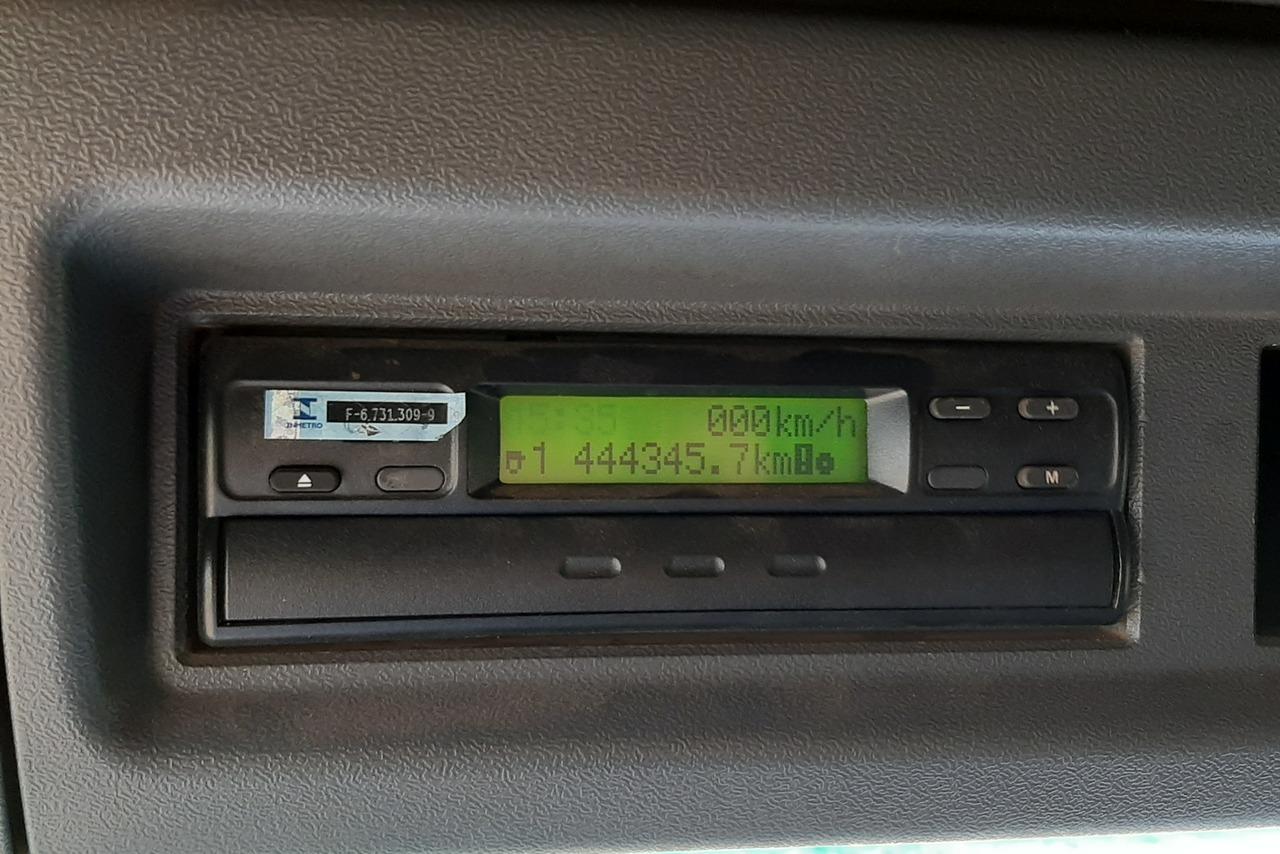 INMETRO
F-6.731.309-9
15:35 000km/h
1 444345.7km
- +
M